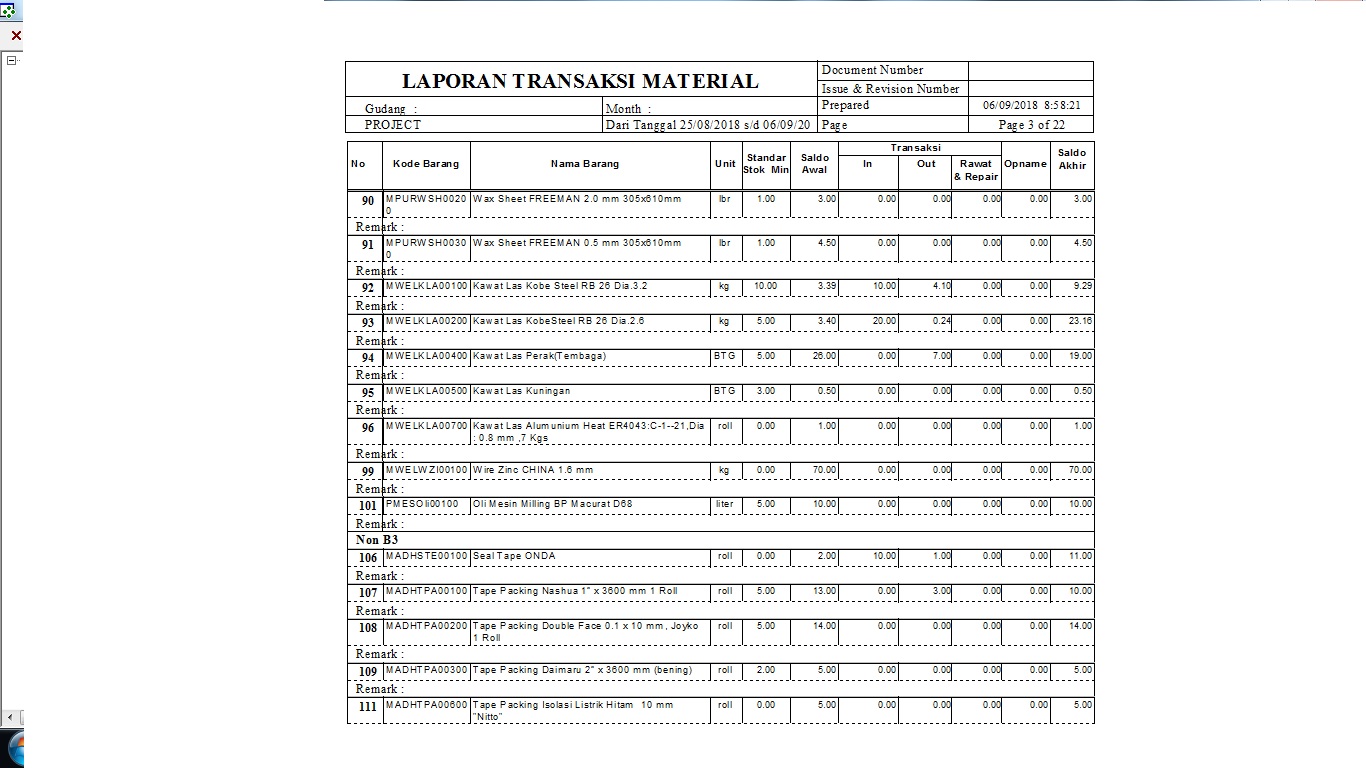 LAPORAN TRANSAKSI MATERIAL
Document Number
Issue & Revision Number
Gudang :
Month :
Prepared
06/09/2018 8:58:21
PROJECT
Dari Tanggal 25/08/2018 s/d 06/09/20
Page
Page 3 of 22
No Kode Barang Nama Barang Unit Standar Stok Min Saldo Awal Transaksi In Out Rawat & Repair Opname Saldo Akhir
90 MPURWSH0020 Wax Sheet FREEMAN 2.0 mm 305x610mm lbr 1.00 3.00 0.00 0.00 0.00 0.00 3.00
0
Remark :
91 MPURWSH0030 Wax Sheet FREEMAN 0.5 mm 305x610mm lbr 1.00 4.50 0.00 0.00 0.00 0.00 4.50
0
Remark :
92 MWELKLA00100 Kawat Las Kobe Steel RB 26 Dia.3.2 kg 10.00 3.39 10.00 4.10 0.00 0.00 9.29
Remark :
93 MWELKLA00200 Kawat Las KobeSteel RB 26 Dia.2.6 kg 5.00 3.40 20.00 0.24 0.00 0.00 23.16
Remark :
94 MWELKLA00400 Kawat Las Perak(Tembaga) BTG 5.00 26.00 0.00 7.00 0.00 0.00 19.00
Remark :
95 MWELKLA00500 Kawat Las Kuningan BTG 3.00 0.50 0.00 0.00 0.00 0.00 0.50
Remark :
96 MWELKLA00700 Kawat Las Alumunium Heat ER4043:C-1--21,Dia roll 0.00 1.00 0.00 0.00 0.00 0.00 1.00
: 0.8 mm ,7 Kgs
Remark :
99 MWELWZI00100 Wire Zinc CHINA 1.6 mm kg 0.00 70.00 0.00 0.00 0.00 0.00 70.00
Remark :
101 PMESOli00100 Oli Mesin Milling BP Macurat D68 liter 5.00 10.00 0.00 0.00 0.00 0.00 10.00
Remark :
Non B3
106 MADHSTE00100 Seal Tape ONDA roll 0.00 2.00 10.00 1.00 0.00 0.00 11.00
Remark :
107 MADHTPA00100 Tape Packing Nashua 1" x 3600 mm 1 Roll roll 5.00 13.00 0.00 3.00 0.00 0.00 10.00
Remark :
108 MADHTPA00200 Tape Packing Double Face 0.1 x 10 mm , Joyko roll 5.00 14.00 0.00 0.00 0.00 0.00 14.00
1 Roll
Remark :
109 MADHTPA00300 Tape Packing Daimaru 2" x 3600 mm (bening) roll 2.00 5.00 0.00 0.00 0.00 0.00 5.00
Remark :
111 MADHTPA00600 Tape Packing Isolasi Listrik Hitam 10 mm roll 0.00 5.00 0.00 0.00 0.00 0.00 5.00
"Nitto"